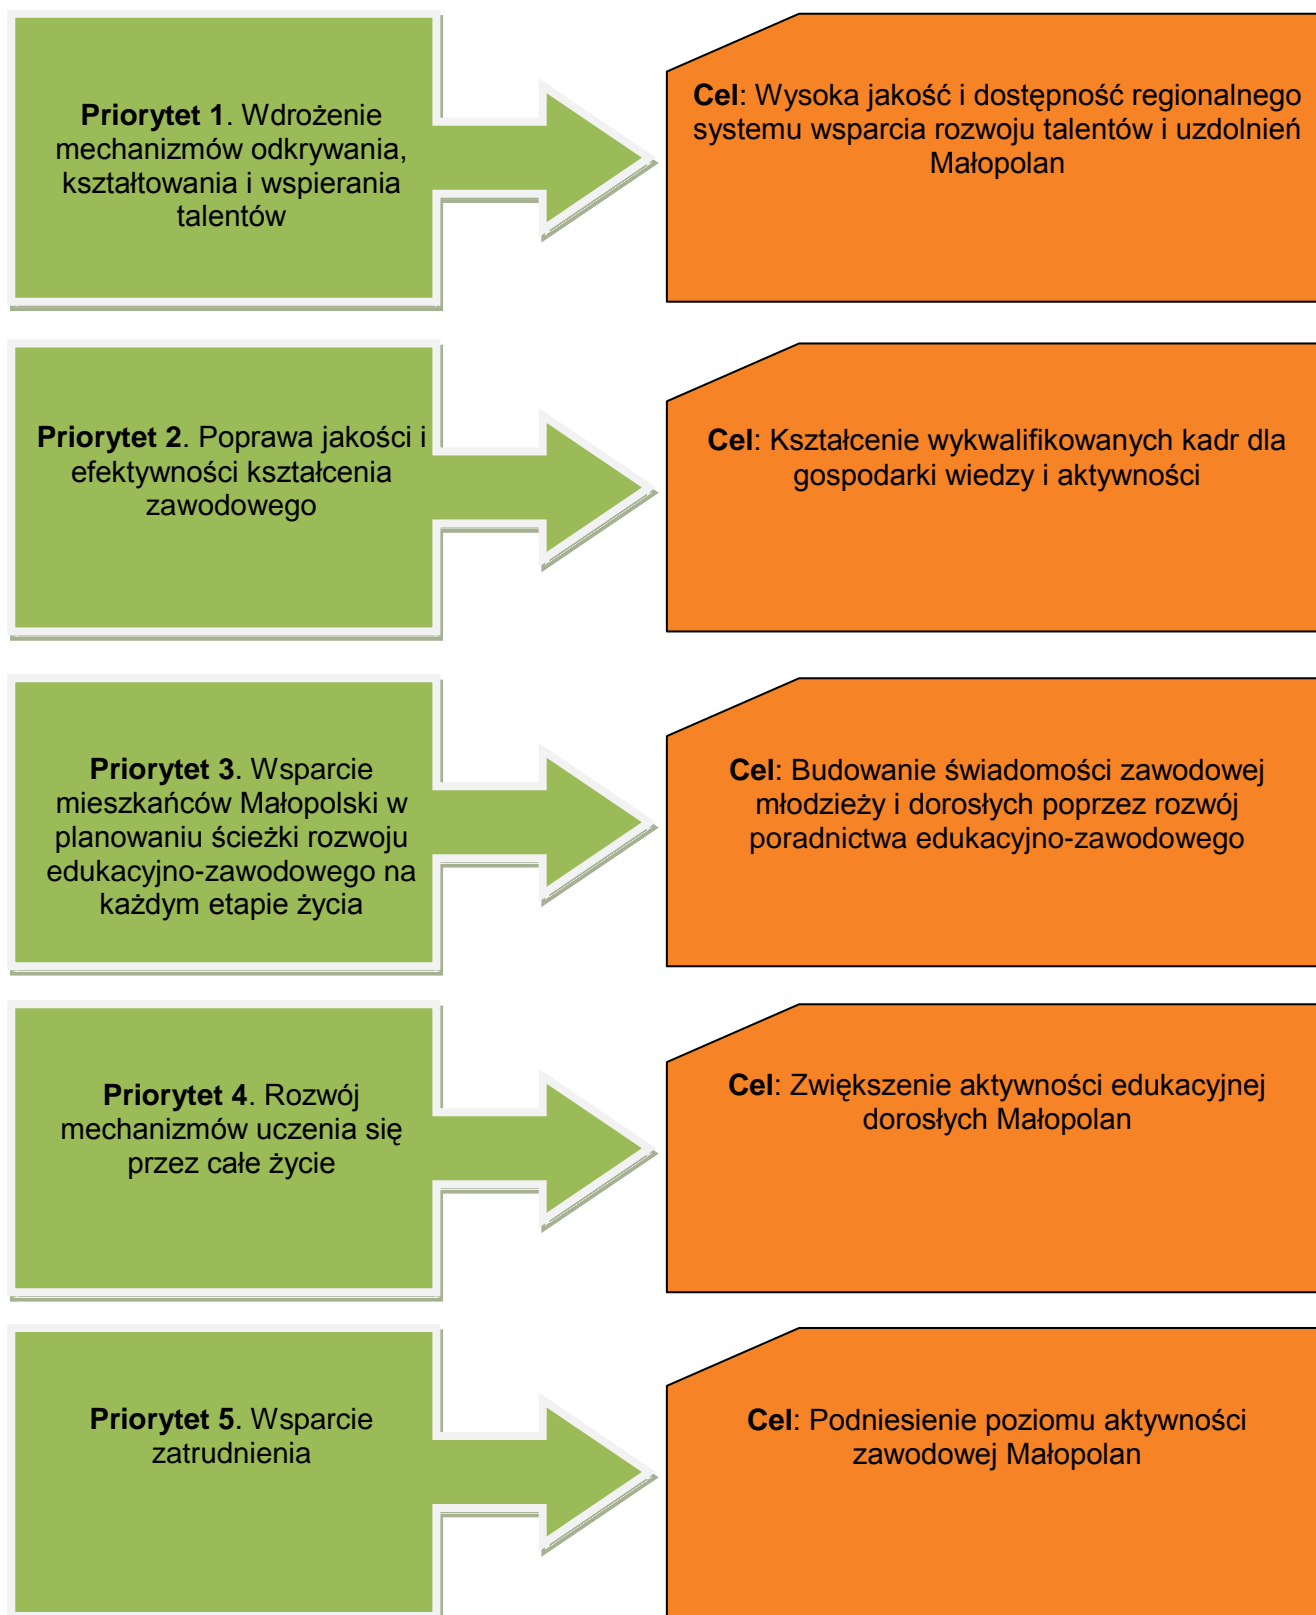 Priorytet 1. Wdrożenie
mechanizmów odkrywania,
kształtowania i wspierania
talentów
Cel: Wysoka jakość i dostępność regionalnego
systemu wsparcia rozwoju talentów i uzdolnień
Małopolan
Priorytet 2. Poprawa jakości i
efektywności kształcenia
zawodowego
Cel: Kształcenie wykwalifikowanych kadr dla
gospodarki wiedzy i aktywności
Priorytet 3. Wsparcie
mieszkańców Małopolski w
planowaniu ścieżki rozwoju
edukacyjno-zawodowego na
każdym etapie życia
Cel: Budowanie świadomości zawodowej
młodzieży i dorosłych poprzez rozwój
poradnictwa edukacyjno-zawodowego
Priorytet 4. Rozwój
mechanizmów uczenia się
przez całe życie
Cel: Zwiększenie aktywności edukacyjnej
dorosłych Małopolan
Priorytet 5. Wsparcie
zatrudnienia
Cel: Podniesienie poziomu aktywności
zawodowej Małopolan